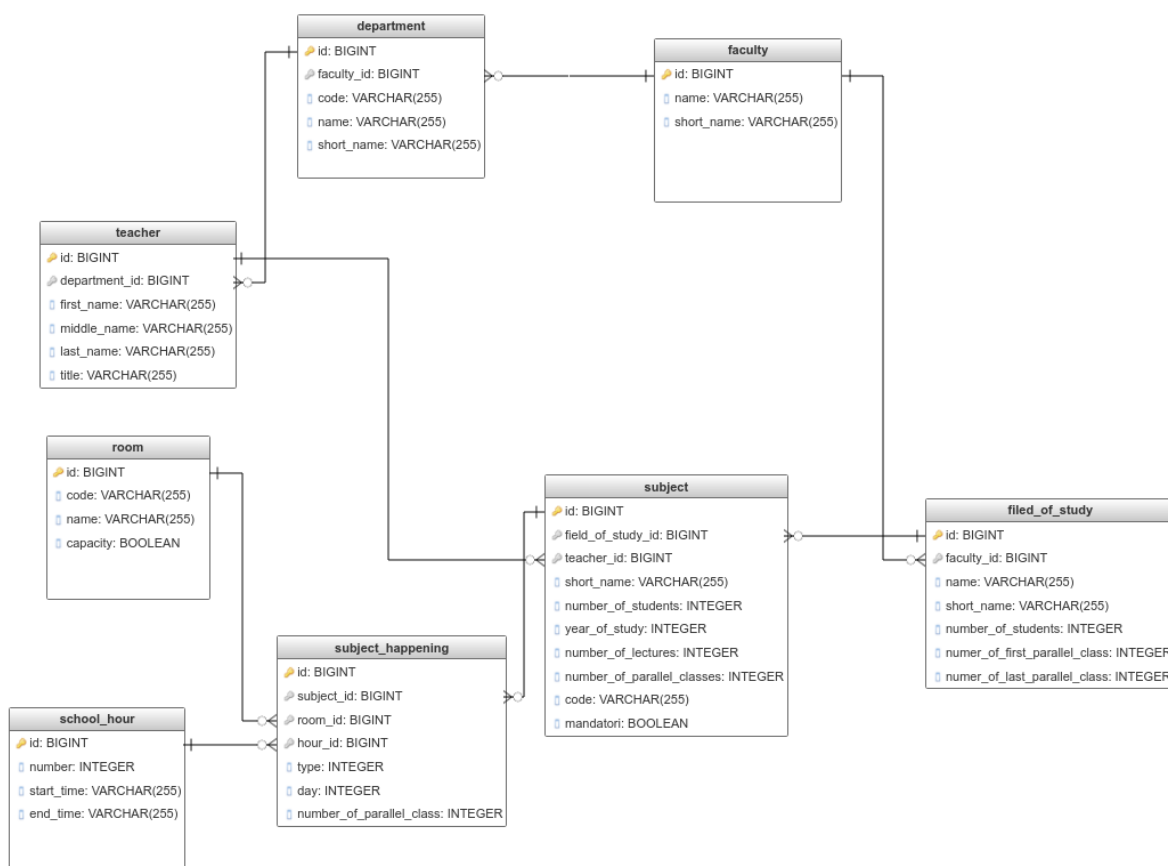 department
id: BIGINT
faculty_id: BIGINT
code: VARCHAR(255)
name: VARCHAR(255)
short_name: VARCHAR(255)
faculty
id: BIGINT
name: VARCHAR(255)
short_name: VARCHAR(255)
teacher
id: BIGINT
department_id: BIGINT
first_name: VARCHAR(255)
middle_name: VARCHAR(255)
last_name: VARCHAR(255)
title: VARCHAR(255)
room
id: BIGINT
code: VARCHAR(255)
name: VARCHAR(255)
capacity: BOOLEAN
subject
id: BIGINT
field_of_study_id: BIGINT
teacher_id: BIGINT
short_name: VARCHAR(255)
number_of_students: INTEGER
year_of_study: INTEGER
number_of_lectures: INTEGER
number_of_parallel_classes: INTEGER
code: VARCHAR(255)
mandatori: BOOLEAN
filed_of_study
id: BIGINT
faculty_id: BIGINT
name: VARCHAR(255)
short_name: VARCHAR(255)
number_of_students: INTEGER
numer_of_first_parallel_class: INTEGER
numer_of_last_parallel_class: INTEGER
subject_happening
id: BIGINT
subject_id: BIGINT
room_id: BIGINT
hour_id: BIGINT
type: INTEGER
day: INTEGER
number_of_parallel_class: INTEGER
school_hour
id: BIGINT
number: INTEGER
start_time: VARCHAR(255)
end_time: VARCHAR(255)